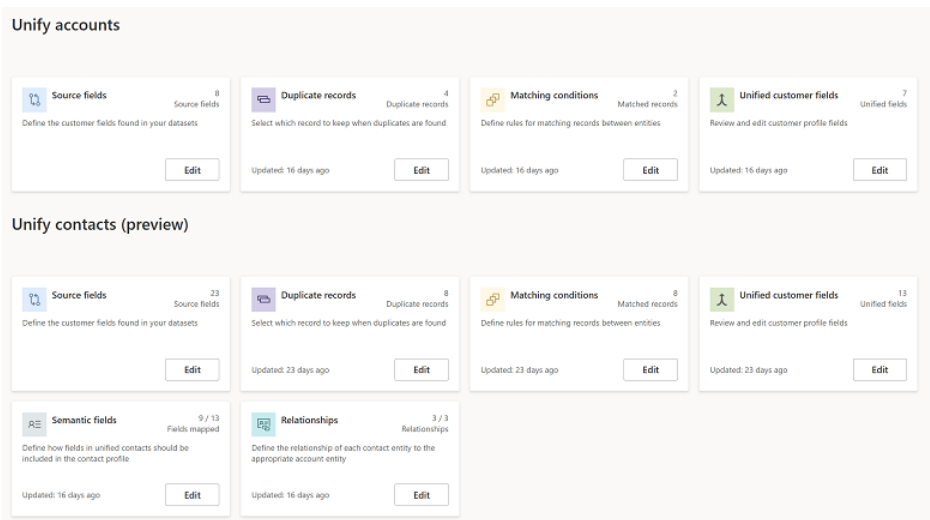 Unify accounts
Source fields
8
Source fields
Define the customer fields found in your datasets
Edit
Duplicate records
4
Duplicate records
Select which record to keep when duplicates are found
Updated: 16 days ago
Edit
Matching conditions
2
Matched records
Define rules for matching records between entities
Updated: 16 days ago
Edit
Unified customer fields
7
Unified fields
Review and edit customer profile fields
Updated: 16 days ago
Edit
Unify contacts (preview)
Source fields
23
Source fields
Define the customer fields found in your datasets
Edit
Duplicate records
8
Duplicate records
Select which record to keep when duplicates are found
Updated: 23 days ago
Edit
Matching conditions
8
Matched records
Define rules for matching records between entities
Updated: 23 days ago
Edit
Unified customer fields
13
Unified fields
Review and edit customer profile fields
Updated: 23 days ago
Edit
Semantic fields
9 / 13
Fields mapped
Define how fields in unified contacts should be
included in the contact profile
Updated: 16 days ago
Edit
Relationships
3 / 3
Relationships
Define the relationship of each contact entity to the
appropriate account entity
Updated: 16 days ago
Edit